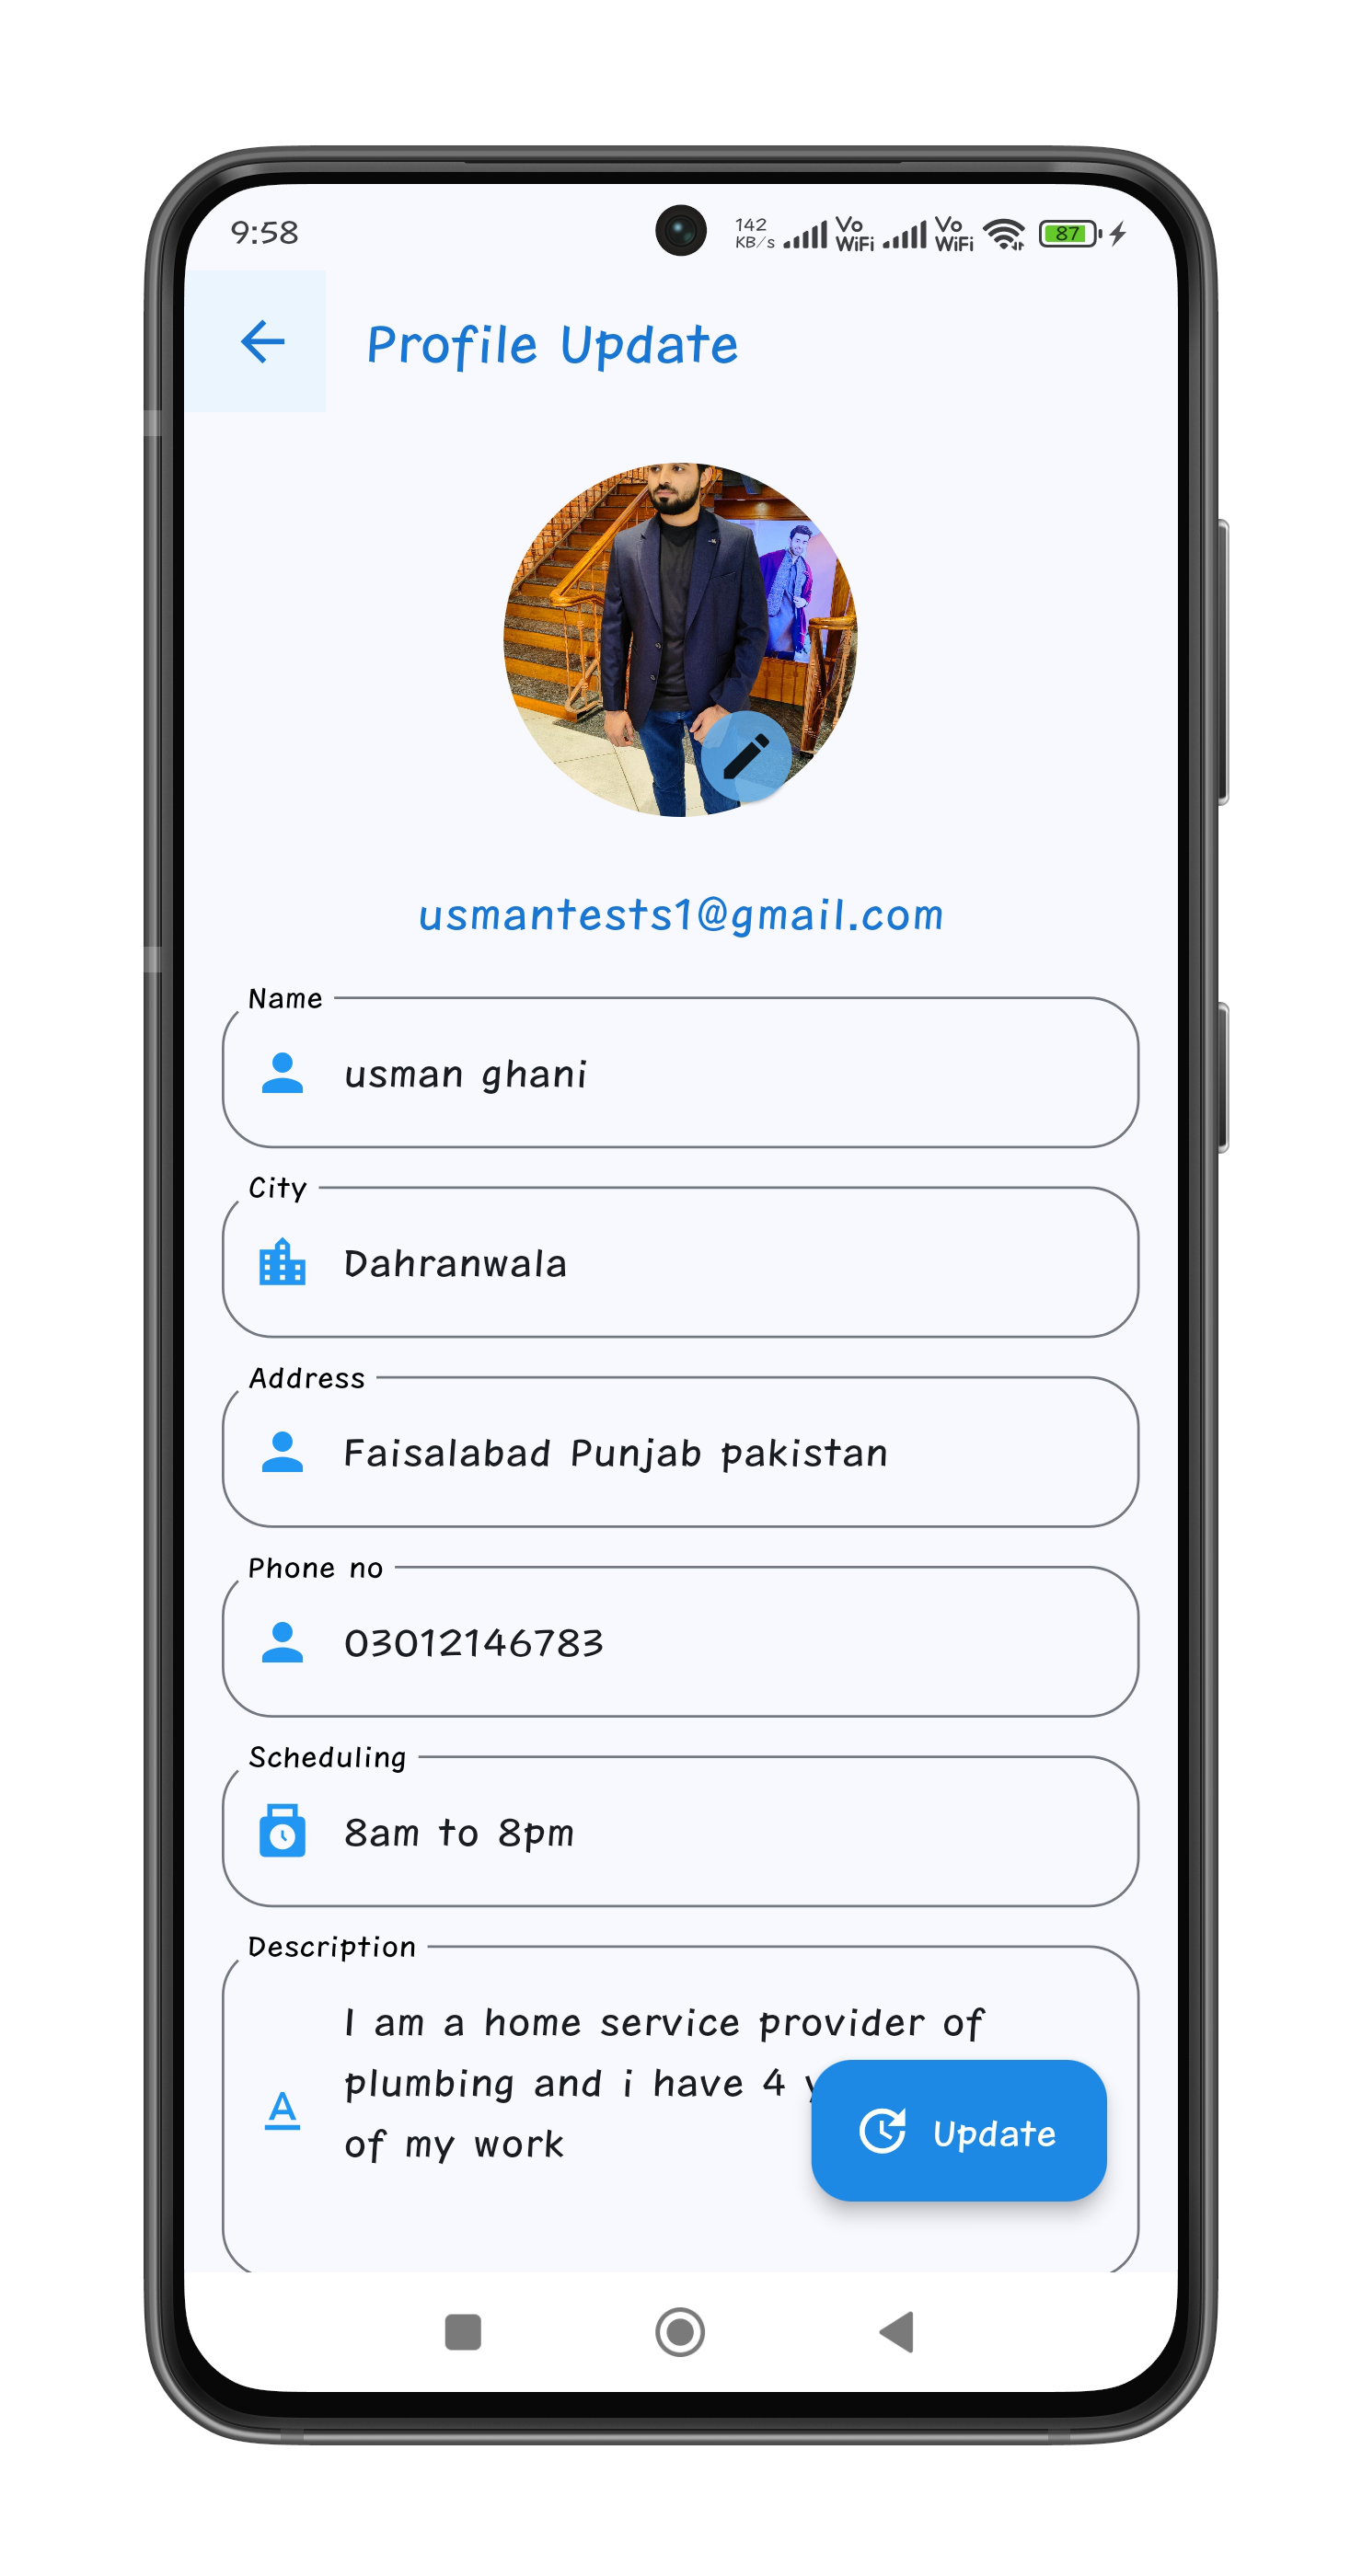 9:58
142
KB/s
Vo
WiFi
Vo
WiFi
87
Profile Update
usmantests1@gmail.com
Name
usman ghani
City
Dahranwala
Address
Faisalabad Punjab pakistan
Phone no
03012146783
Scheduling
8am to 8pm
Description
I am a home service provider of
plumbing and i have 4
of my work
Update